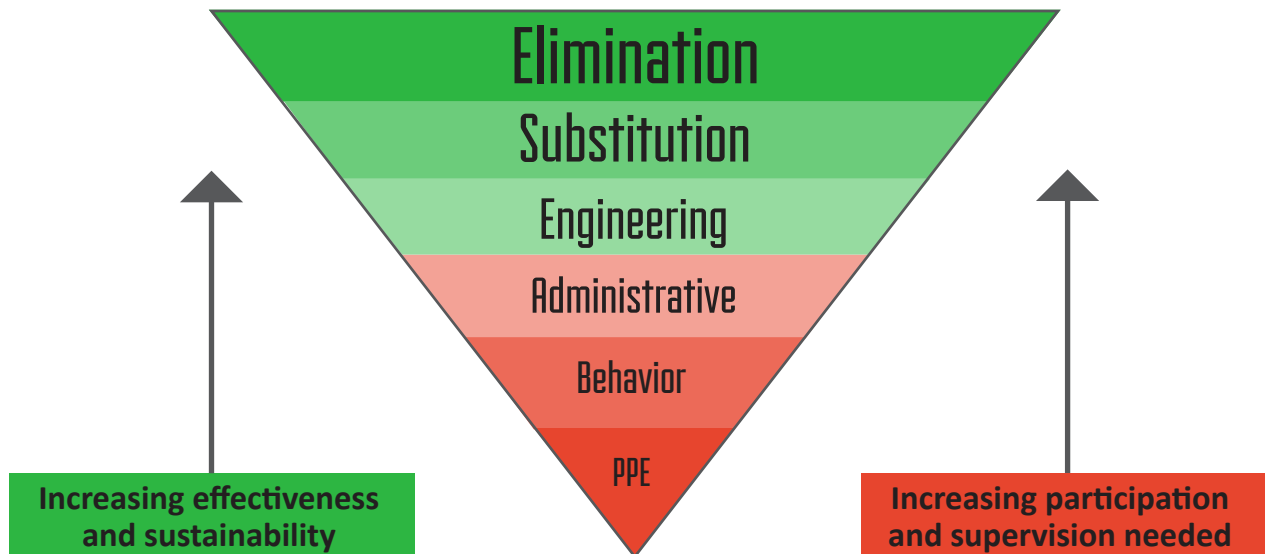 Elimination
Substitution
Engineering
Administrative
Behavior
PPE
Increasing effectiveness
and sustainability
Increasing participation
and supervision needed